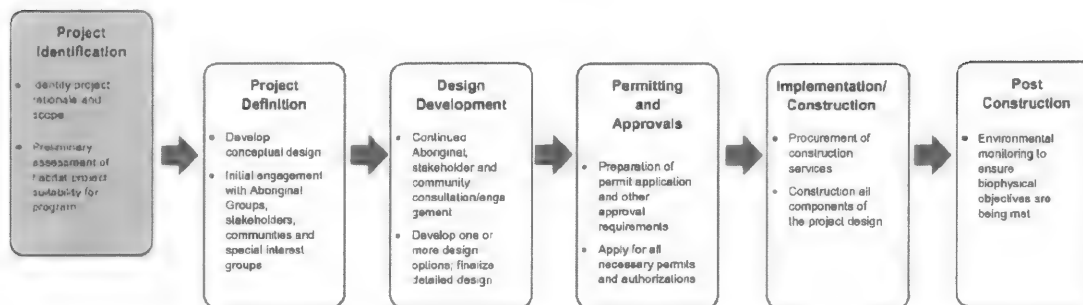 Project
Identification
• Identify project
rationale and
scope
• Preliminary
assessment of
habitat project
suitability for
program
Project
Definition
• Develop
conceptual design
• Initial engagement
with Aboriginal
Groups,
stakeholders,
communities and
special interest
groups
Design
Development
• Continued
Aboriginal,
stakeholder and
community
consultation/enga
gement
• Develop one or
more design
options; finalize
detailed design
Permitting
and
Approvals
• Preparation of
permit application
and other
approval
requirements
• Apply for all
necessary permits
and authorizations
Implementation/
Construction
• Procurement of
construction
services
• Construction all
components of
the project design
Post
Construction
• Environmental
monitoring to
ensure
biophysical
objectives are
being met